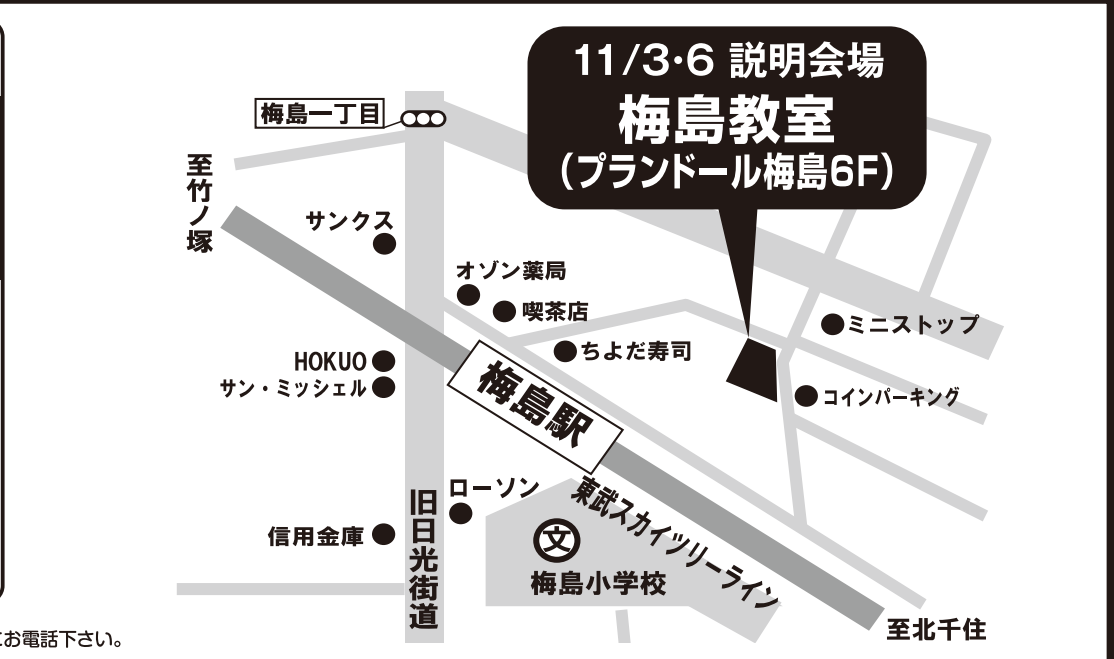 11/3・6 説明会場
梅島教室
(プランドール梅島6F)
梅島一丁目
至竹ノ塚
サンクス
オゾン薬局
喫茶店
ちよだ寿司
ミニストップ
コインパーキング
HOKUO
サン・ミッシェル
梅島駅
ローソン
信用金庫
旧日光街道
東武スカイツリーライン
文
梅島小学校
至北千住
お電話下さい。